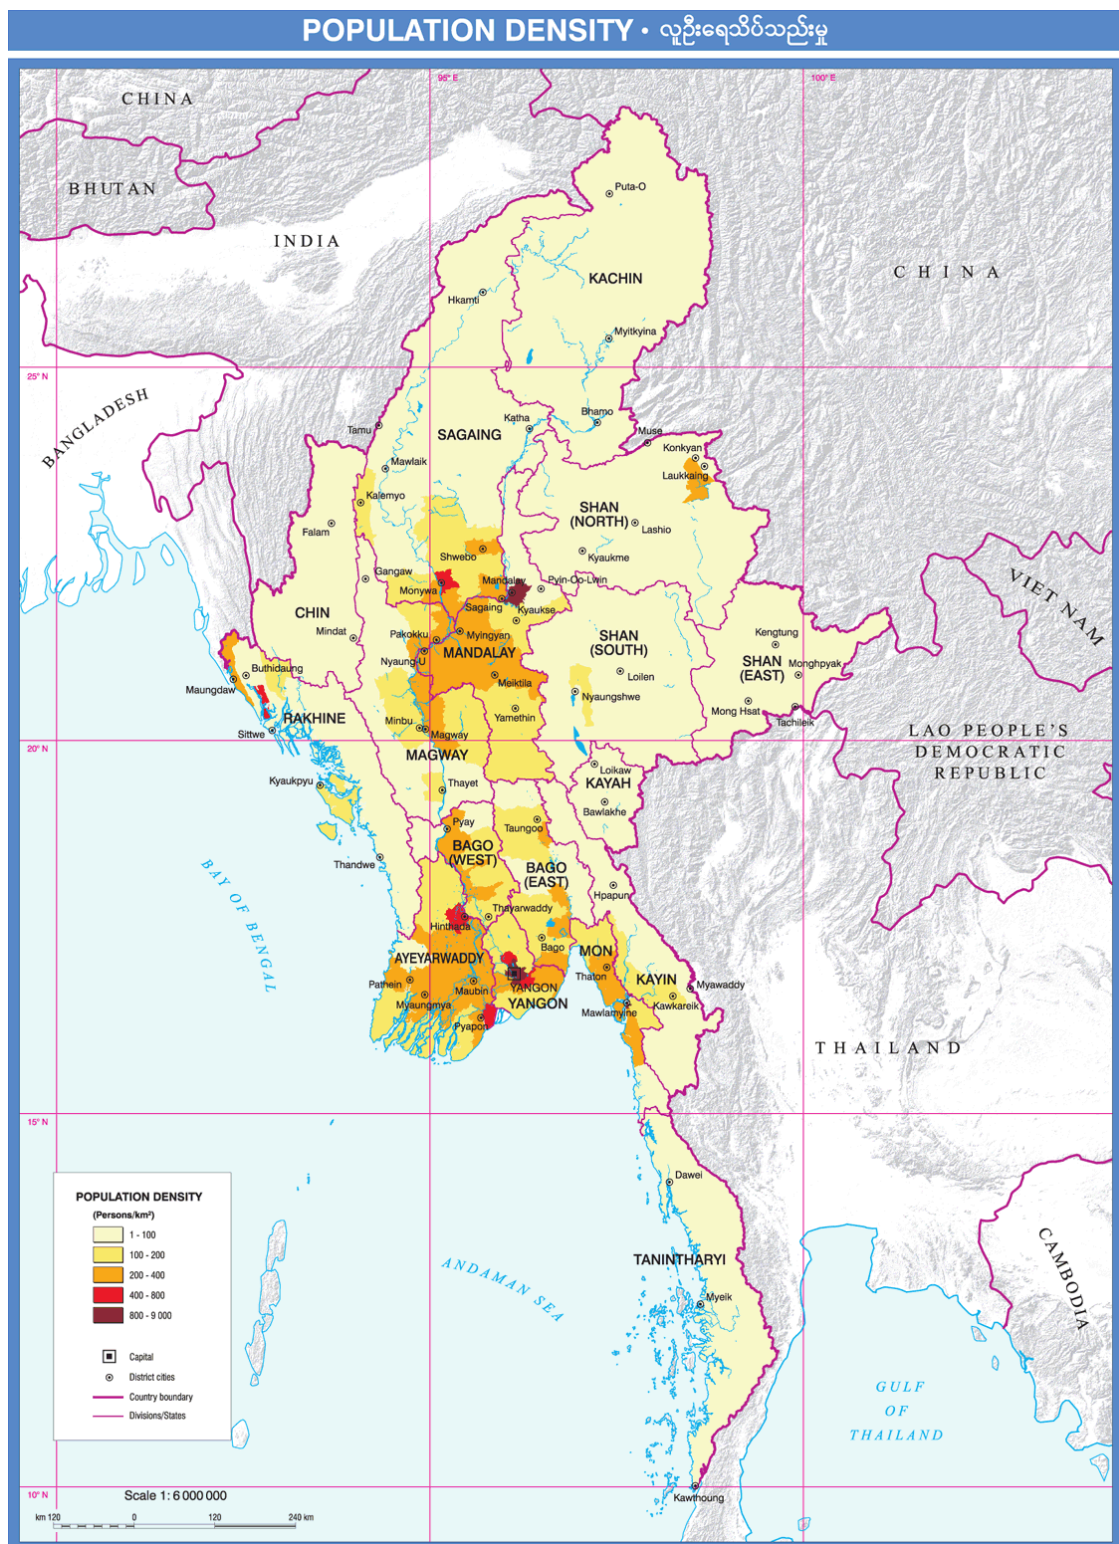 POPULATION DENSITY • လူဦးရေသိပ်သည်းမှု
95° E
100° E
CHINA
BHUTAN
INDIA
CHINA
Puta-O
KACHIN
Hkamti
Myitkyina
25° N
BANGLADESH
Katha
Bhamo
Tamu
SAGAING
Muse
Konkyan
Mawlaik
Laukkaing
Kalemyo
SHAN
(NORTH)
Falam
Lashio
Shwebo
Kyaukme
Gangaw
Mandalay
Pyin-Oo-Lwin
Monywa
VIET NAM
CHIN
Sagaing
Kyaukse
Mindat
Pakokku
Myingyan
SHAN
(SOUTH)
Kengtung
MANDALAY
Nyaung-U
SHAN
(EAST)
Monghpyak
Buthidaung
Meiktila
Loilen
Maungdaw
Nyaungshwe
Mong Hsat
RAKHINE
Minbu
Yamethin
Tachileik
Sittwe
Magway
LAO PEOPLE'S
DEMOCRATIC
REPUBLIC
20° N
MAGWAY
Loikaw
KAYAH
Kyaukpyu
Thayet
Bawlakhe
Pyay
Taungoo
BAGO
(WEST)
Thandwe
BAGO
(EAST)
BAY OF BENGAL
Hpapun
Thayarwaddy
Hinthada
Bago
MON
AYEYARWADDY
Thaton
KAYIN
Pathein
Maubin
YANGON
Myawaddy
Myaungmya
YANGON
Kawkareik
Mawlamyine
Pyapon
THAILAND
15° N
Dawei
POPULATION DENSITY
(Persons/km²)
1 - 100
100 - 200
200 - 400
400 - 800
800 - 9 000
Capital
District cities
Country boundary
Divisions/States
ANDAMAN SEA
TANINTHARYI
Myeik
CAMBODIA
GULF
OF
THAILAND
10° N
Scale 1: 6 000 000
Kawthoung
km 120 0 120 240 km